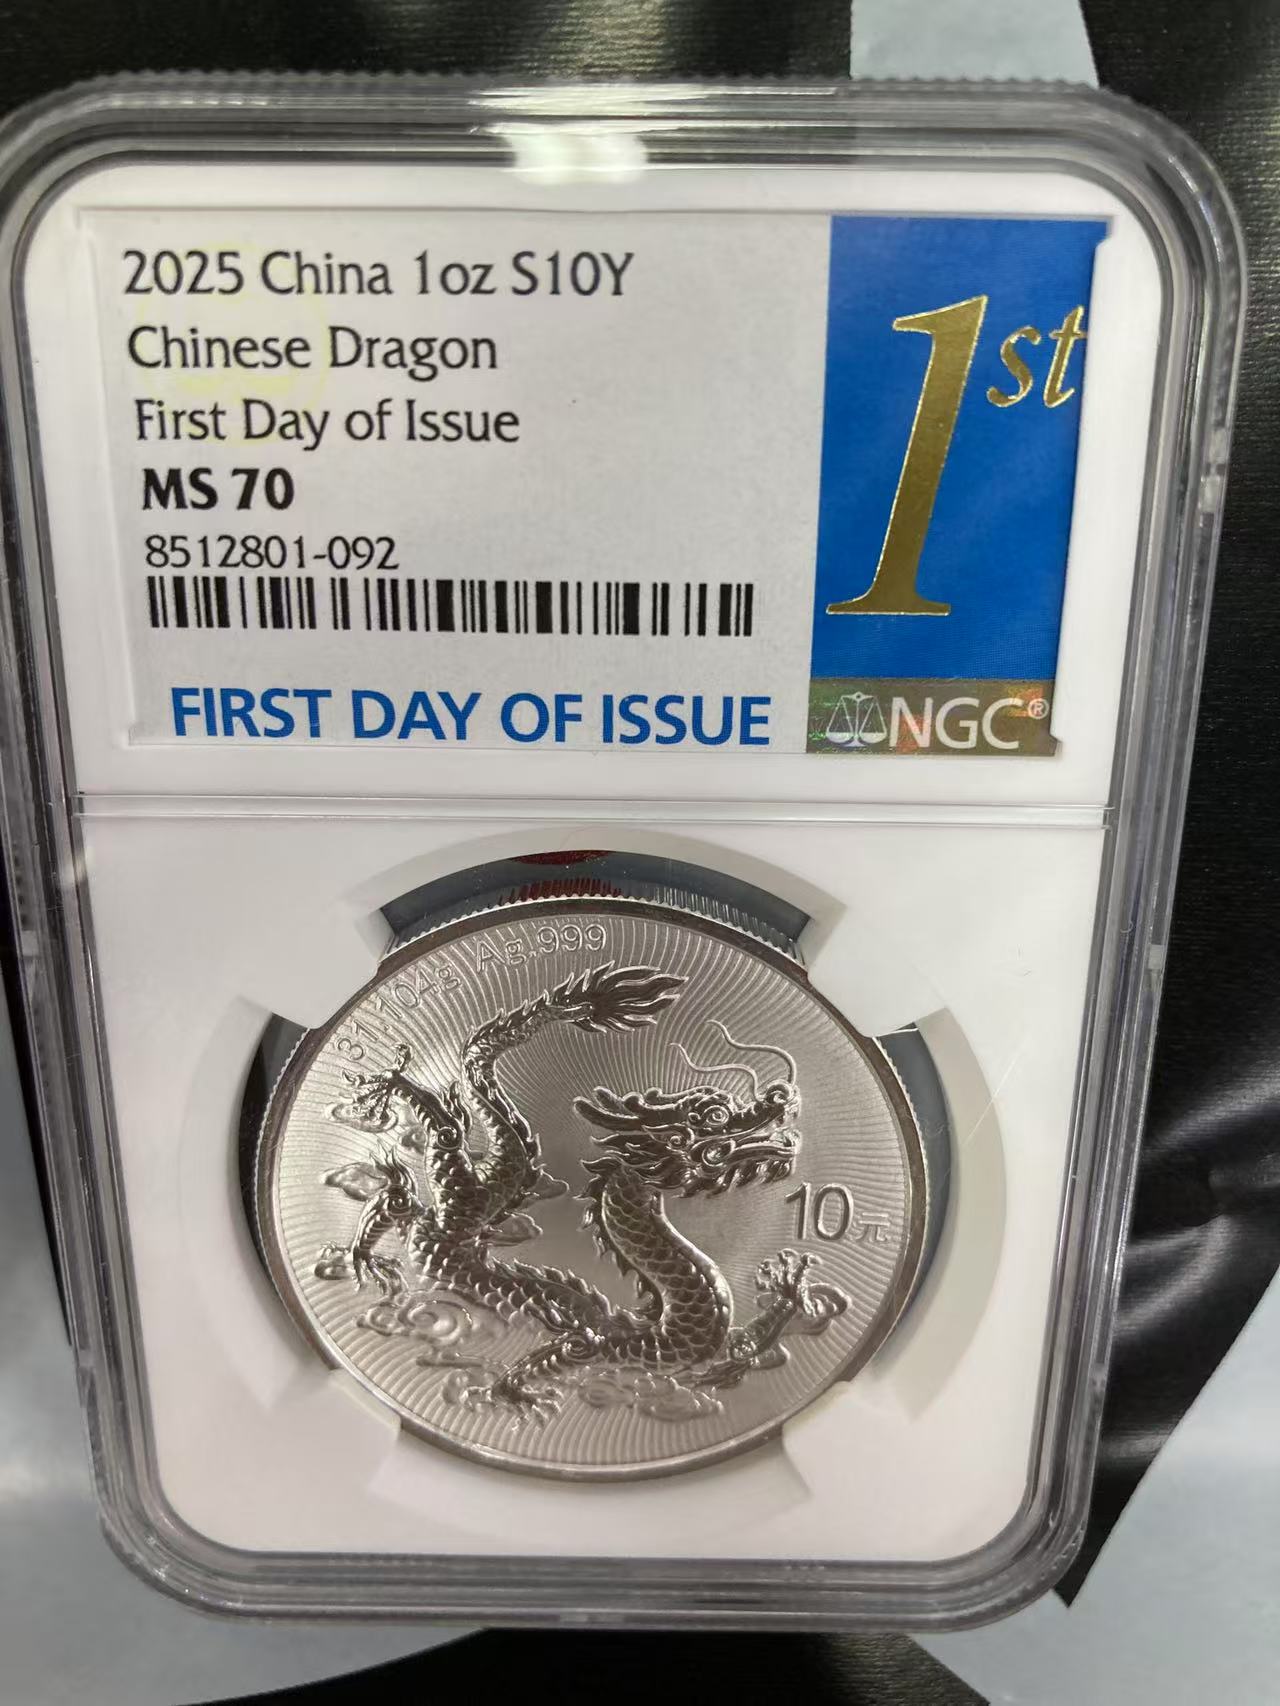 2025 China 1oz S10Y
Chinese Dragon
First Day of Issue
MS 70
8512801-092
FIRST DAY OF ISSUE
1st
NGC®
31.104g Ag.999
10元